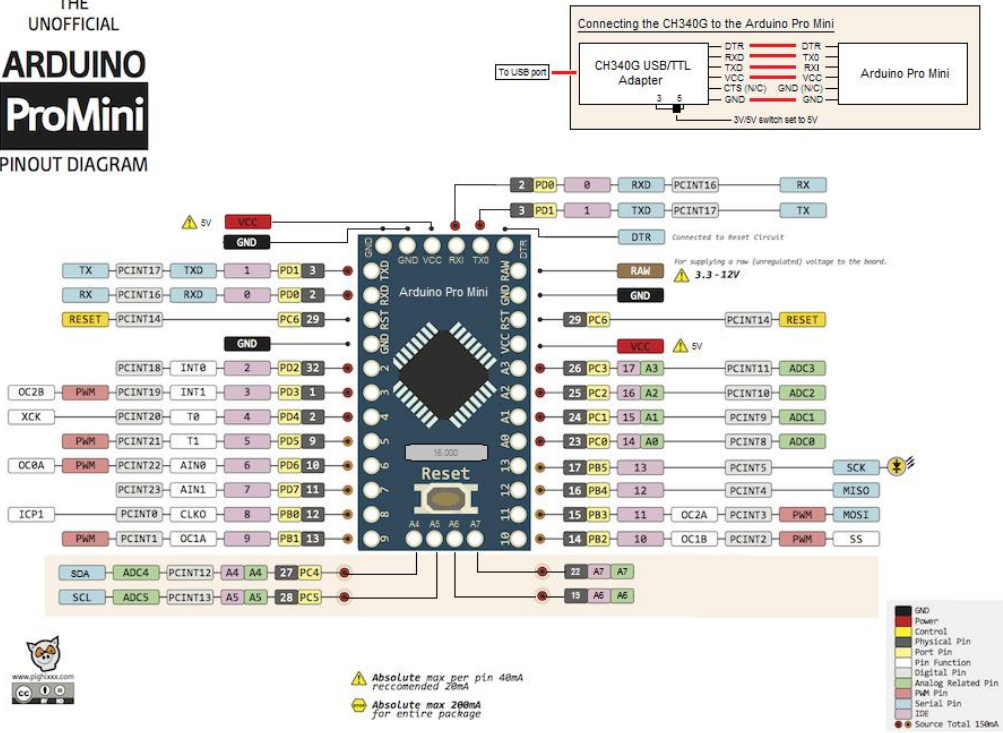 THE
UNOFFICIAL
ARDUINO
ProMini
PINOUT DIAGRAM
Connecting the CH340G to the Arduino Pro Mini
To USB port
CH340G USB/TTL
Adapter
3 5
DTR DTR
RXD TX0
TXD RXI
VCC VCC
CTS (N/C) GND (N/C)
GND GND
Arduino Pro Mini
3V/5V switch set to 5V
2 PD0 0 RXD PCINT16 RX
3 PD1 1 TXD PCINT17 TX
DTR Connected to Reset Circuit
5V VCC
GND
TX PCINT17 TXD 1 PD1 3
RX PCINT16 RXD 0 PD0 2
RESET PCINT14 PC6 29
GND
PCINT18 INT0 2 PD2 32
OC2B PWM PCINT19 INT1 3 PD3 1
XCK PCINT20 T0 4 PD4 2
PWM PCINT21 T1 5 PD5 9
OC0A PWM PCINT22 AIN0 6 PD6 10
PCINT23 AIN1 7 PD7 11
ICP1 PCINT0 CLKO 8 PB0 12
PWM PCINT1 OC1A 9 PB1 13
GND GND VCC RXI TX0 DTR
Arduino Pro Mini
TXD RAW
RXD GND
RST RST
GND VCC
2 A3
3 A2
4 A1
5 A0
6 13
7 12
8 11
9 10
16.000
Reset
A4 A5 A6 A7
For supplying a raw (unregulated) voltage to the board.
RAW 3.3 - 12V
GND
29 PC6 PCINT14 RESET
VCC 5V
26 PC3 17 A3 PCINT11 ADC3
25 PC2 16 A2 PCINT10 ADC2
24 PC1 15 A1 PCINT9 ADC1
23 PC0 14 A0 PCINT8 ADC0
17 PB5 13 PCINT5 SCK
16 PB4 12 PCINT4 MISO
15 PB3 11 OC2A PCINT3 PWM MOSI
14 PB2 10 OC1B PCINT2 PWM SS
SDA ADC4 PCINT12 A4 A4 27 PC4
SCL ADC5 PCINT13 A5 A5 28 PC5
22 A7 A7
19 A6 A6
www.pighixxx.com
cc BY ND
Absolute max per pin 40mA
reccomended 20mA
Absolute max 200mA
for entire package
GND
Power
Control
Physical Pin
Port Pin
Pin Function
Digital Pin
Analog Related Pin
PWM Pin
Serial Pin
IDE
Source Total 150mA